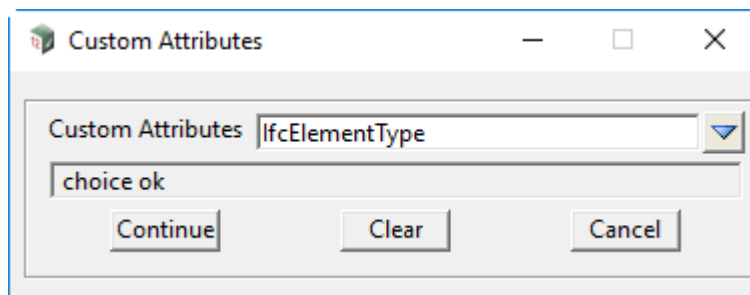 Custom Attributes
Custom Attributes IfcElementType
choice ok
Continue Clear Cancel